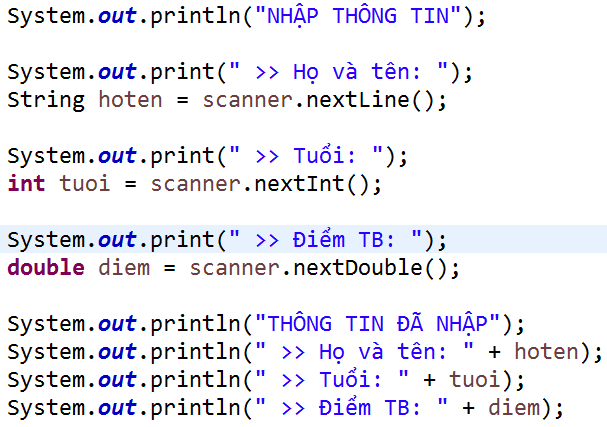 System.out.println("NHẬP THÔNG TIN");
System.out.print(" >> Họ và tên: ");
String hoten = scanner.nextLine();
System.out.print(" >> Tuổi: ");
int tuoi = scanner.nextInt();
System.out.print(" >> Điểm TB: ");
double diem = scanner.nextDouble();
System.out.println("THÔNG TIN ĐÃ NHẬP");
System.out.println(" >> Họ và tên: " + hoten);
System.out.println(" >> Tuổi: " + tuoi);
System.out.println(" >> Điểm TB: " + diem);